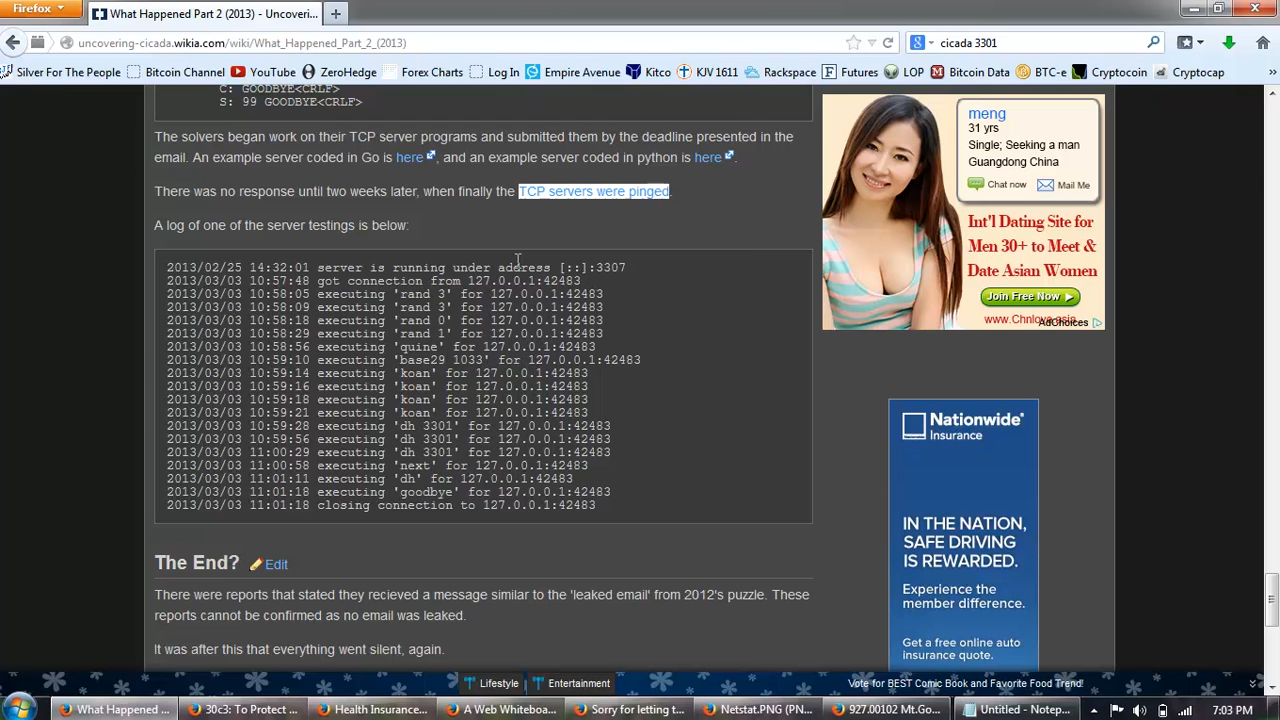 Firefox
What Happened Part 2 (2013) - Uncoveri...
uncovering-cicada.wikia.com/wiki/What_Happened_Part_2_(2013)
cicada 3301
Silver For The People
Bitcoin Channel
YouTube
ZeroHedge
Forex Charts
Log In
Empire Avenue
Kitco
KJV 1611
Rackspace
Futures
LOP
Bitcoin Data
BTC-e
Cryptocoin
Cryptocap
C: GOODBYE<CRLF>
S: 99 GOODBYE<CRLF>
The solvers began work on their TCP server programs and submitted them by the deadline presented in the
email. An example server coded in Go is here, and an example server coded in python is here.
There was no response until two weeks later, when finally the TCP servers were pinged.
A log of one of the server testings is below:
2013/02/25 14:32:01 server is running under address [::]:3307
2013/03/03 10:57:48 got connection from 127.0.0.1:42483
2013/03/03 10:58:05 executing 'rand 3' for 127.0.0.1:42483
2013/03/03 10:58:09 executing 'rand 3' for 127.0.0.1:42483
2013/03/03 10:58:20 executing 'rand 0' for 127.0.0.1:42483
2013/03/03 10:58:28 executing 'rand 1' for 127.0.0.1:42483
2013/03/03 10:58:56 executing 'quine' for 127.0.0.1:42483
2013/03/03 10:59:10 executing 'base29 1033' for 127.0.0.1:42483
2013/03/03 10:59:14 executing 'koan' for 127.0.0.1:42483
2013/03/03 10:59:16 executing 'koan' for 127.0.0.1:42483
2013/03/03 10:59:18 executing 'koan' for 127.0.0.1:42483
2013/03/03 10:59:21 executing 'koan' for 127.0.0.1:42483
2013/03/03 10:59:28 executing 'dh 3301' for 127.0.0.1:42483
2013/03/03 10:59:56 executing 'dh 3301' for 127.0.0.1:42483
2013/03/03 11:00:29 executing 'dh 3301' for 127.0.0.1:42483
2013/03/03 11:00:58 executing 'next' for 127.0.0.1:42483
2013/03/03 11:01:11 executing 'dh' for 127.0.0.1:42483
2013/03/03 11:01:18 executing 'goodbye' for 127.0.0.1:42483
2013/03/03 11:01:18 closing connection to 127.0.0.1:42483
The End? Edit
There were reports that stated they recieved a message similar to the 'leaked email' from 2012's puzzle. These
reports cannot be confirmed as no email was leaked.
It was after this that everything went silent, again.
meng
31 yrs
Single; Seeking a man
Guangdong China
Chat now
Mail Me
Int'l Dating Site for
Men 30+ to Meet &
Date Asian Women
Join Free Now
www.Chnlove.asia
AdChoices
Nationwide®
Insurance
IN THE NATION,
SAFE DRIVING
IS REWARDED.
Experience the
member difference.
Get a free online auto
insurance quote.
Lifestyle
Entertainment
Vote for BEST Comic Book and Favorite Food Trend!
What Happened ...
30c3: To Protect ...
Health Insurance...
A Web Whiteboa...
Sorry for letting t...
Netstat.PNG (PN...
927.00102 Mt.Go...
Untitled - Notep...
7:03 PM